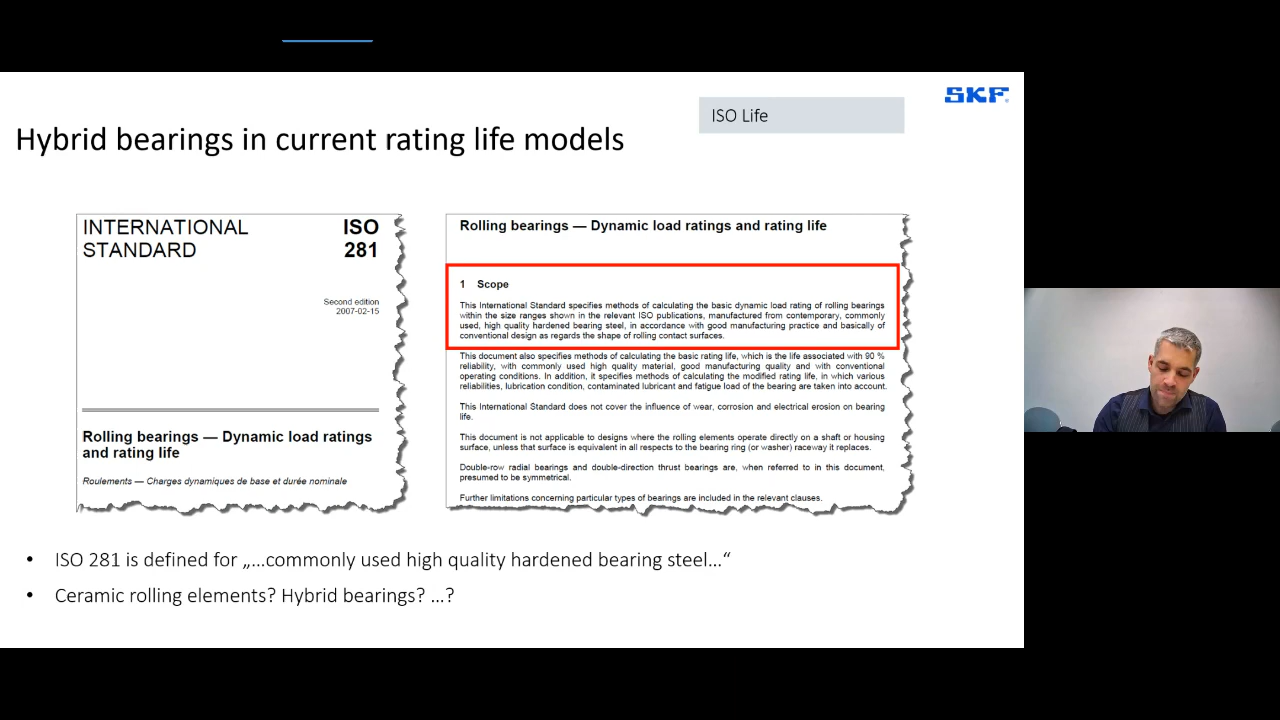 ISO Life
SKF
Hybrid bearings in current rating life models
INTERNATIONAL
STANDARD
ISO
281
Second edition
2007-02-15
Rolling bearings — Dynamic load ratings
and rating life
Roulements — Charges dynamiques de base et durée nominale
Rolling bearings — Dynamic load ratings and rating life
1 Scope
This International Standard specifies methods of calculating the basic dynamic load rating of rolling bearings
within the size ranges shown in the relevant ISO publications, manufactured from contemporary, commonly
used, high quality hardened bearing steel, in accordance with good manufacturing practice and basically of
conventional design as regards the shape of rolling contact surfaces.
This document also specifies methods of calculating the basic rating life, which is the life associated with 90 %
reliability, with commonly used high quality material, good manufacturing quality and with conventional
operating conditions. In addition, it specifies methods of calculating the modified rating life, in which various
reliabilities, lubrication condition, contaminated lubricant and fatigue load of the bearing are taken into account.
This International Standard does not cover the influence of wear, corrosion and electrical erosion on bearing
life.
This document is not applicable to designs where the rolling elements operate directly on a shaft or housing
surface, unless that surface is equivalent in all respects to the bearing ring (or washer) raceway it replaces.
Double-row radial bearings and double-direction thrust bearings are, when referred to in this document,
presumed to be symmetrical.
Further limitations concerning particular types of bearings are included in the relevant clauses.
• ISO 281 is defined for „…commonly used high quality hardened bearing steel…“
• Ceramic rolling elements? Hybrid bearings? …?